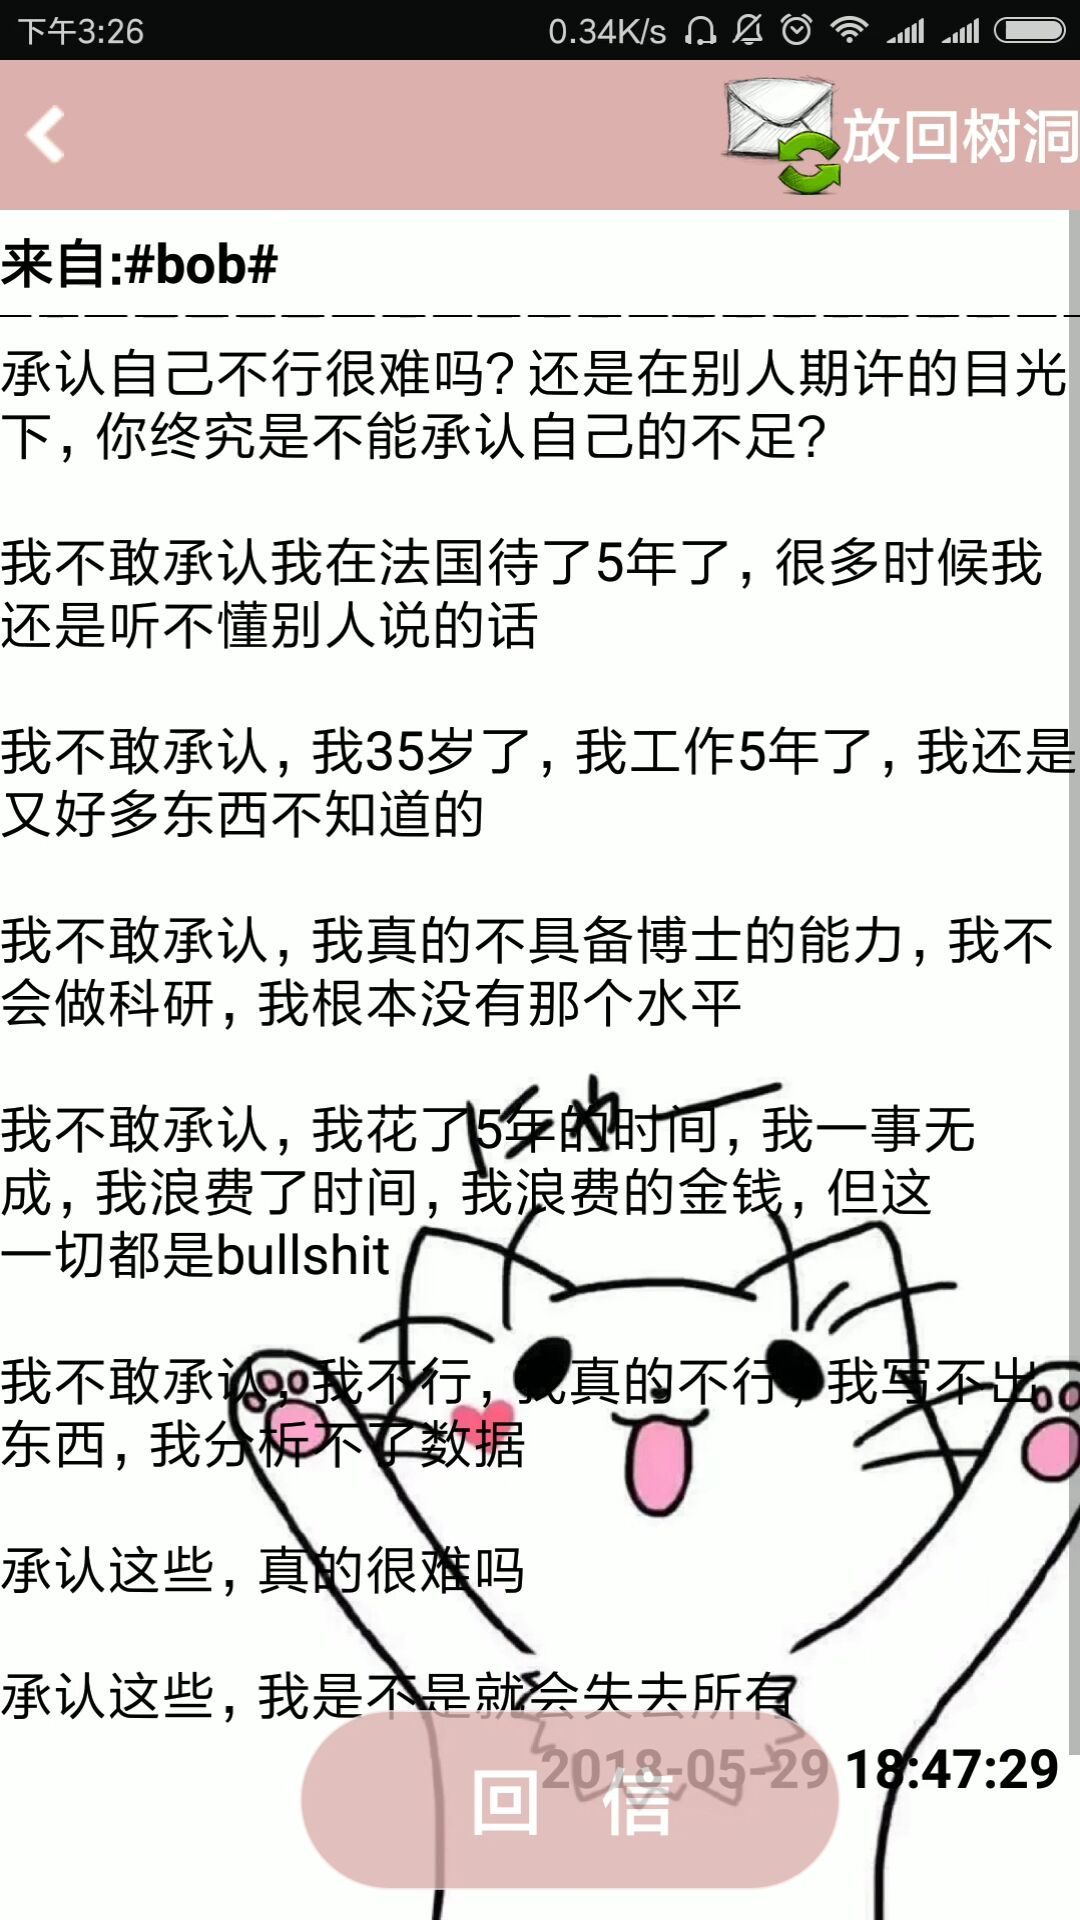 下午3:26
0.34K/s
放回树洞
来自:#bob#
承认自己不行很难吗? 还是在别人期许的目光
下, 你终究是不能承认自己的不足?
我不敢承认我在法国待了5年了, 很多时候我
还是听不懂别人说的话
我不敢承认, 我35岁了, 我工作5年了, 我还是
又好多东西不知道的
我不敢承认, 我真的不具备博士的能力, 我不
会做科研, 我根本没有那个水平
我不敢承认, 我花了5年的时间, 我一事无
成, 我浪费了时间, 我浪费的金钱, 但这
一切都是bullshit
我不敢承认, 我不行, 我真的不行, 我写不出
东西, 我分析不了数据
承认这些, 真的很难吗
承认这些, 我是不是就会失去所有
2018-05-29 18:47:29
回 信